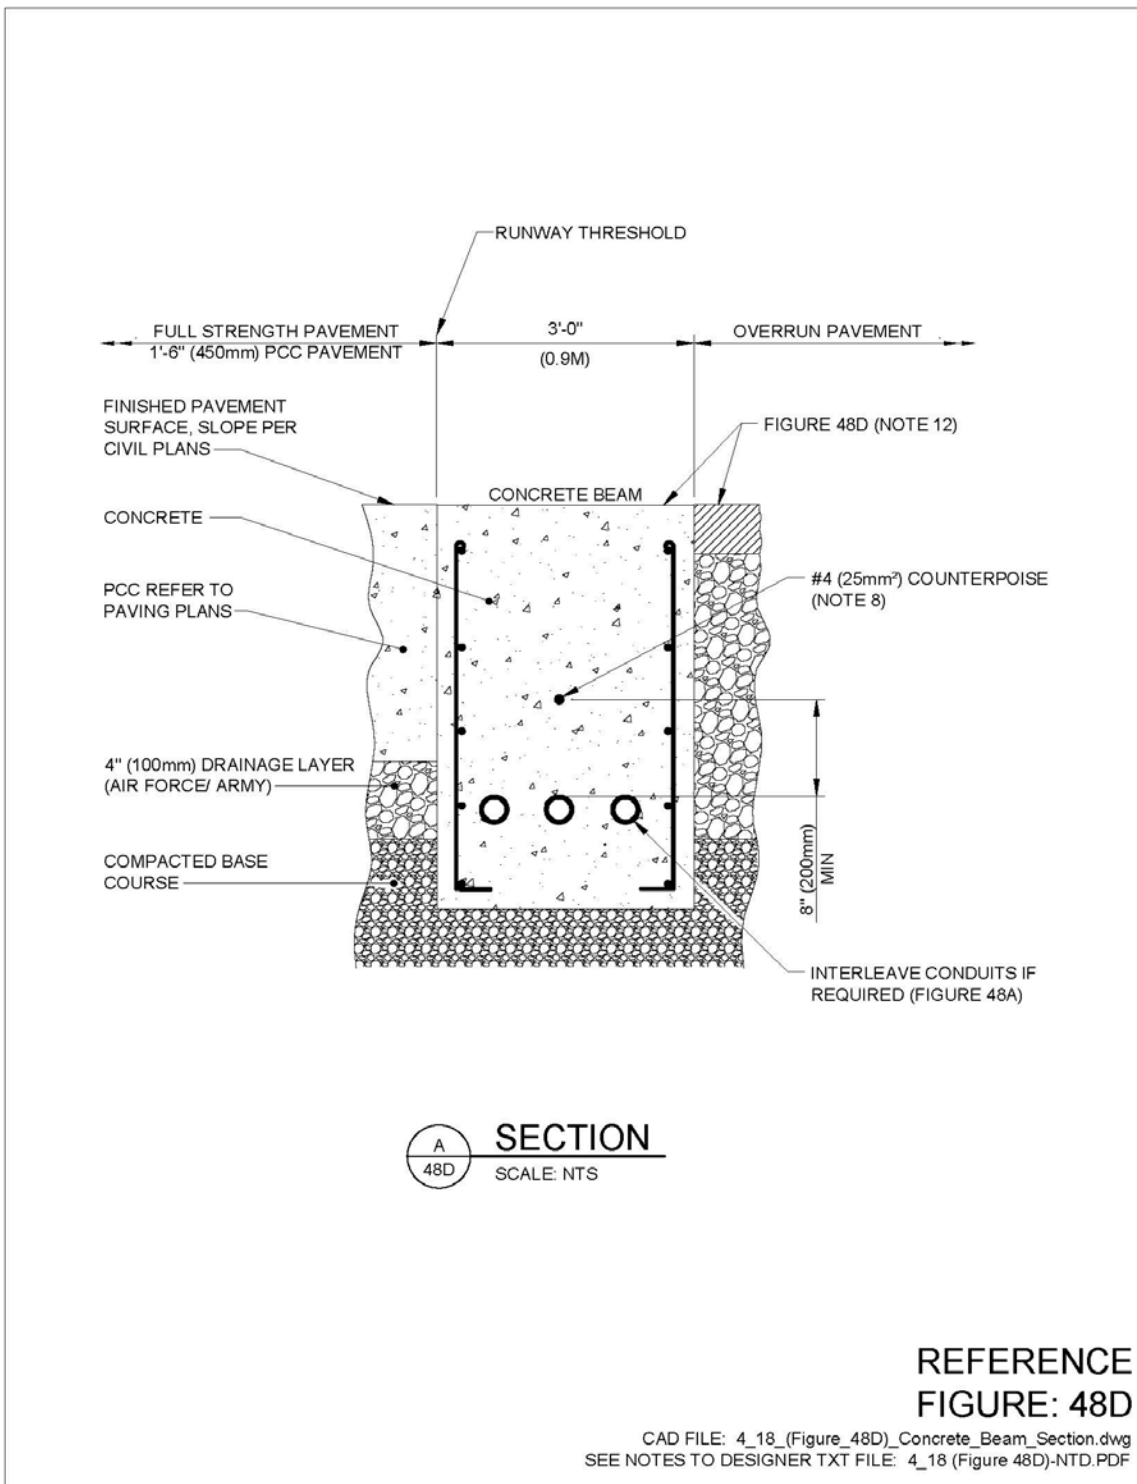 RUNWAY THRESHOLD
FULL STRENGTH PAVEMENT
1'-6" (450mm) PCC PAVEMENT
3'-0"
(0.9M)
OVERRUN PAVEMENT
FINISHED PAVEMENT
SURFACE, SLOPE PER
CIVIL PLANS
FIGURE 48D (NOTE 12)
CONCRETE BEAM
CONCRETE
#4 (25mm²) COUNTERPOISE
(NOTE 8)
PCC REFER TO
PAVING PLANS
4" (100mm) DRAINAGE LAYER
(AIR FORCE/ ARMY)
COMPACTED BASE
COURSE
8" (200mm)
MIN
INTERLEAVE CONDUITS IF
REQUIRED (FIGURE 48A)
A
48D
SECTION
SCALE: NTS
REFERENCE
FIGURE: 48D
CAD FILE: 4_18_(Figure_48D)_Concrete_Beam_Section.dwg
SEE NOTES TO DESIGNER TXT FILE: 4_18 (Figure 48D)-NTD.PDF